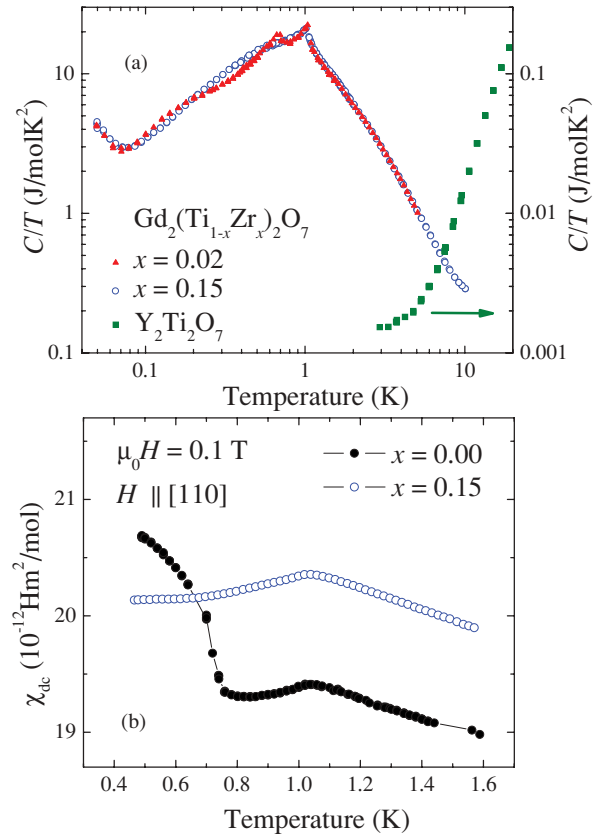 (a)
C/T (J/molK²)
10
1
0.1
0.1
0.01
0.001
C/T (J/molK²)
Gd₂(Ti₁₋ₓZrₓ)₂O₇
x = 0.02
x = 0.15
Y₂Ti₂O₇
0.1 1 10
Temperature (K)
μ₀H = 0.1 T
H || [110]
x = 0.00
x = 0.15
21
20
19
χdc (10⁻¹²Hm²/mol)
(b)
0.4 0.6 0.8 1.0 1.2 1.4 1.6
Temperature (K)